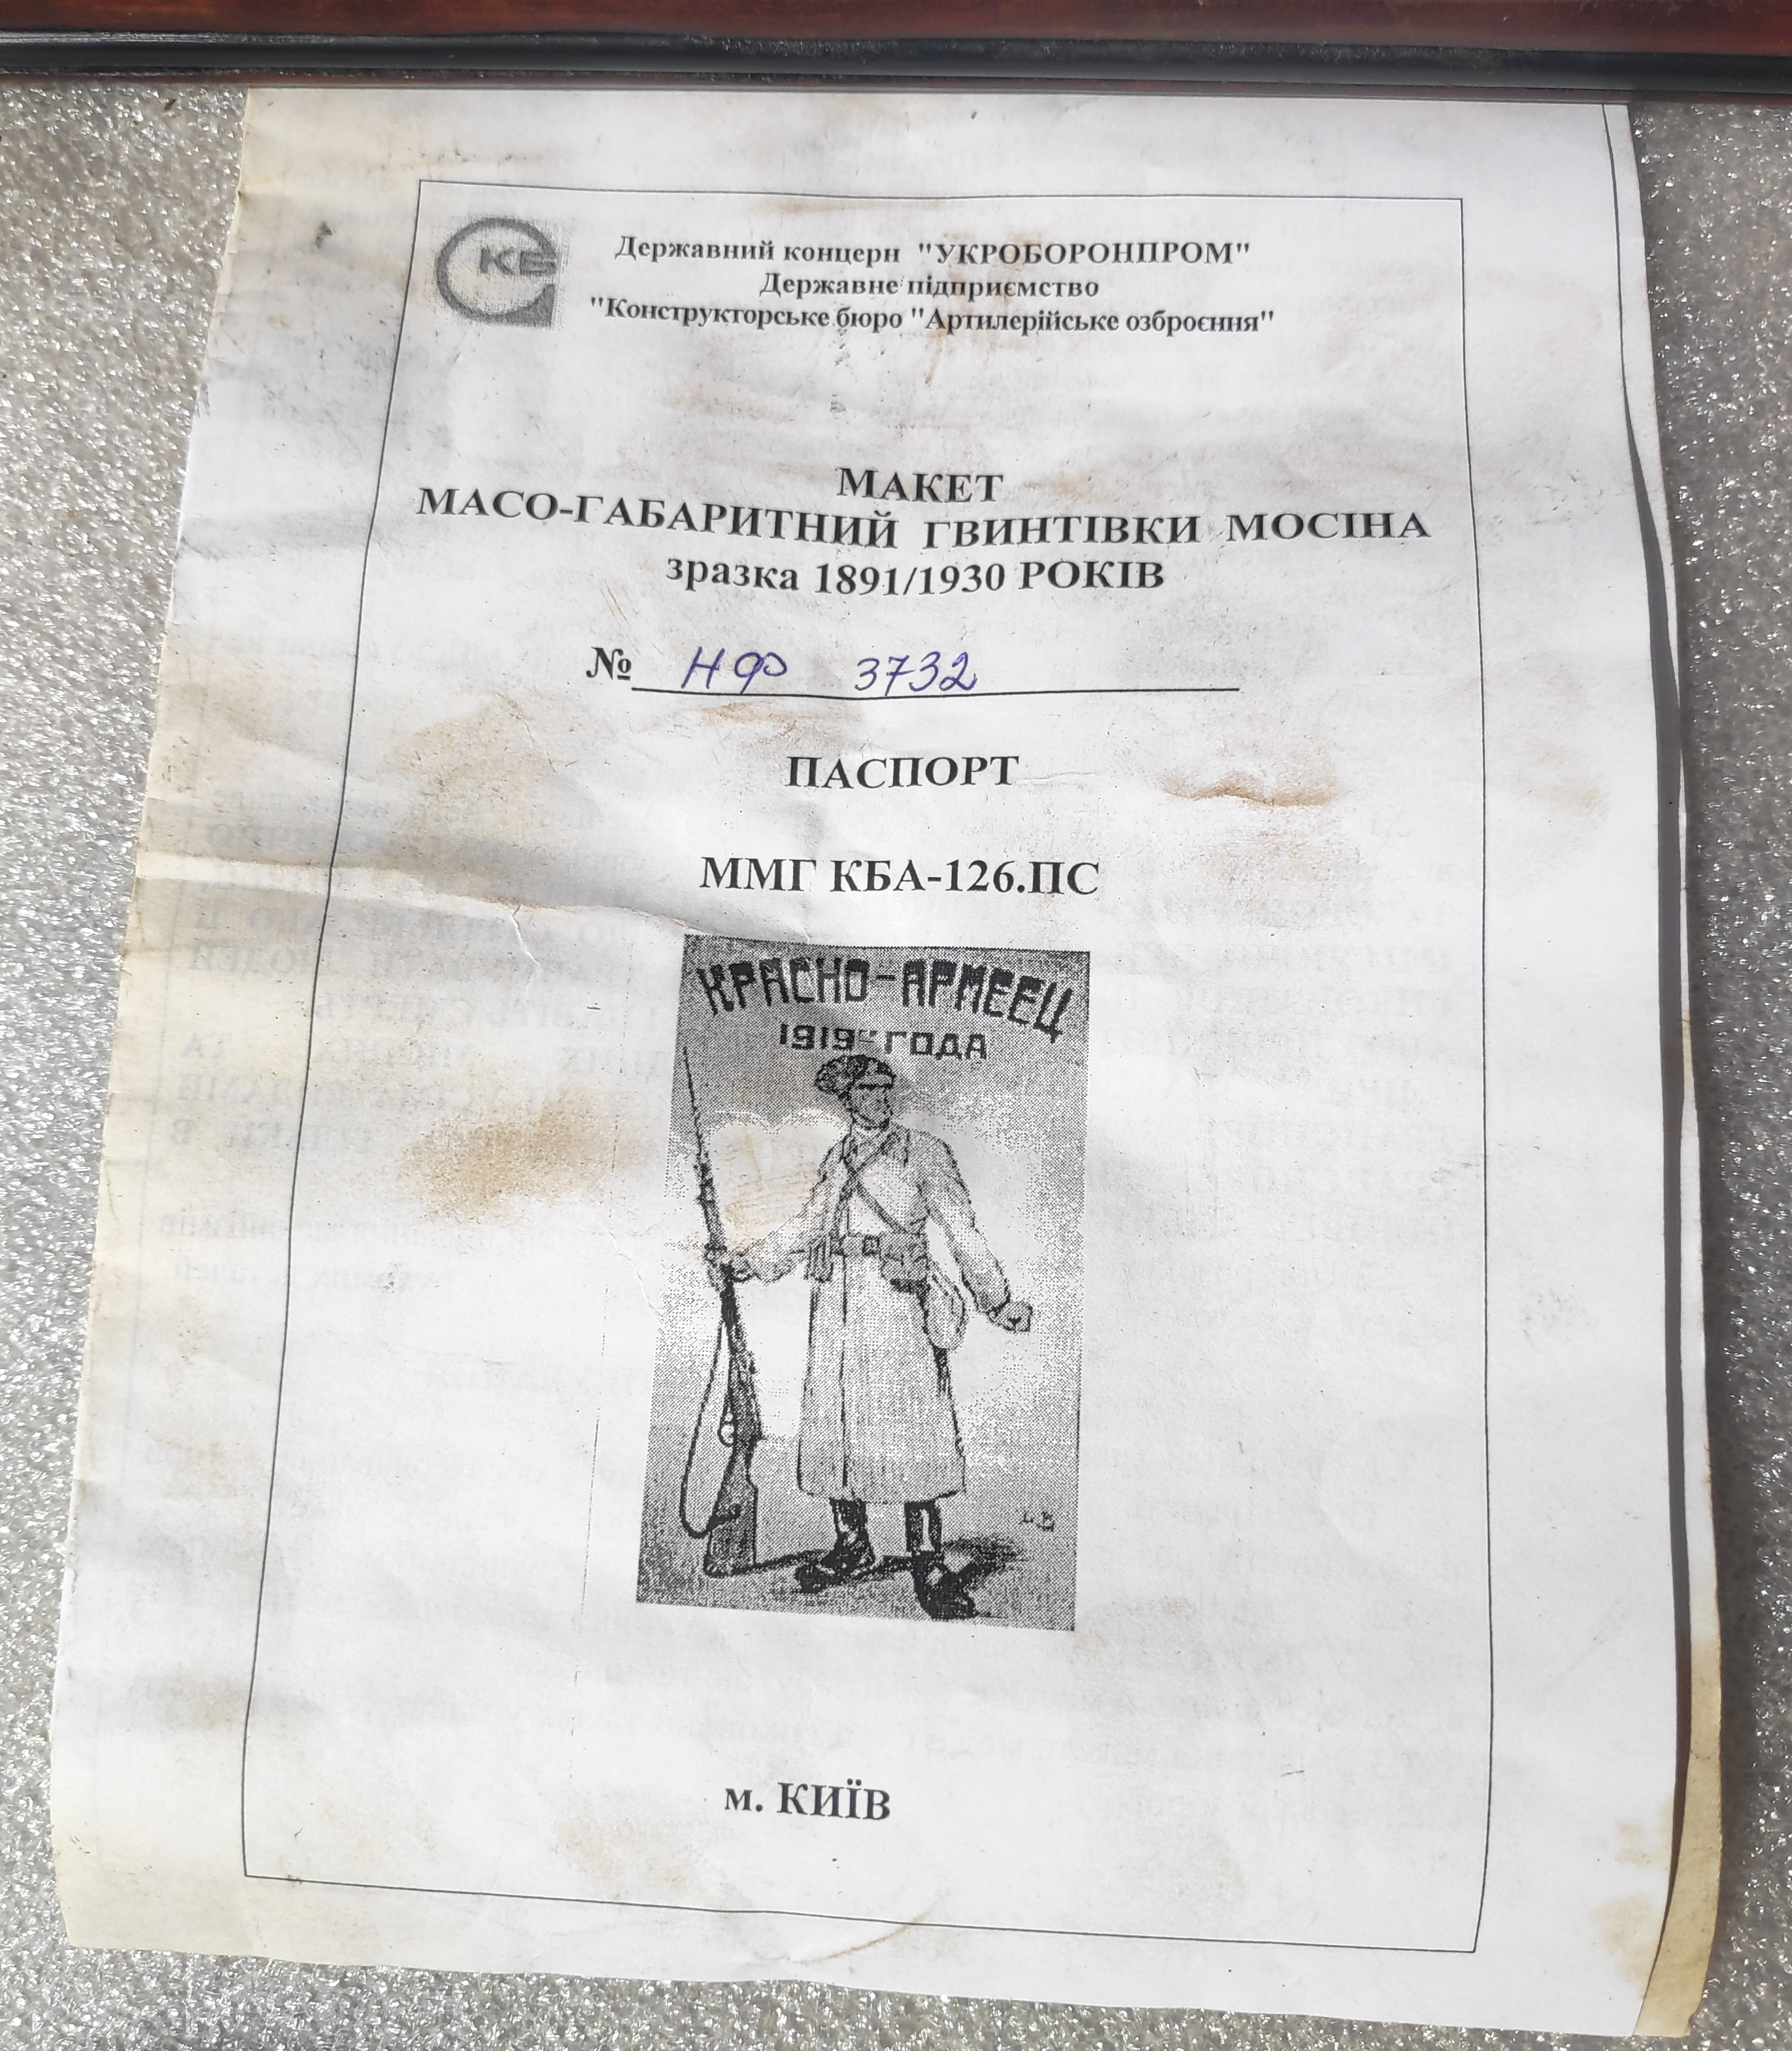 КБ
Державний концерн "УКРОБОРОНПРОМ"
Державне підприємство
"Конструкторське бюро "Артилерійське озброєння"
МАКЕТ
МАСО-ГАБАРИТНИЙ ГВИНТІВКИ МОСІНА
зразка 1891/1930 РОКІВ
№ НФ 3732
ПАСПОРТ
ММГ КБА-126.ПС
КРАСНО-АРМЕЕЦ
1919 ГОДА
м. КИЇВ